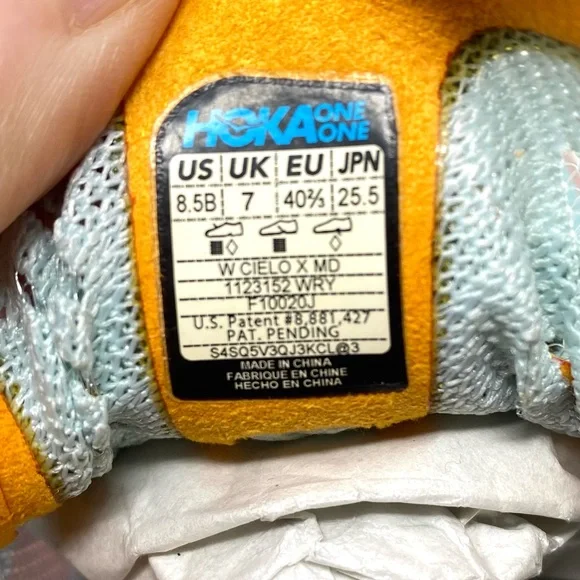 HOKA ONE ONE
US UK EU JPN
8.5B 7 40⅔ 25.5
W CIELO X MD
1123152 WRY
F10020J
U.S. Patent #8,881,427
PAT. PENDING
S4SQ5V3QJ3KCL@3
MADE IN CHINA
FABRIQUE EN CHINE
HECHO EN CHINA